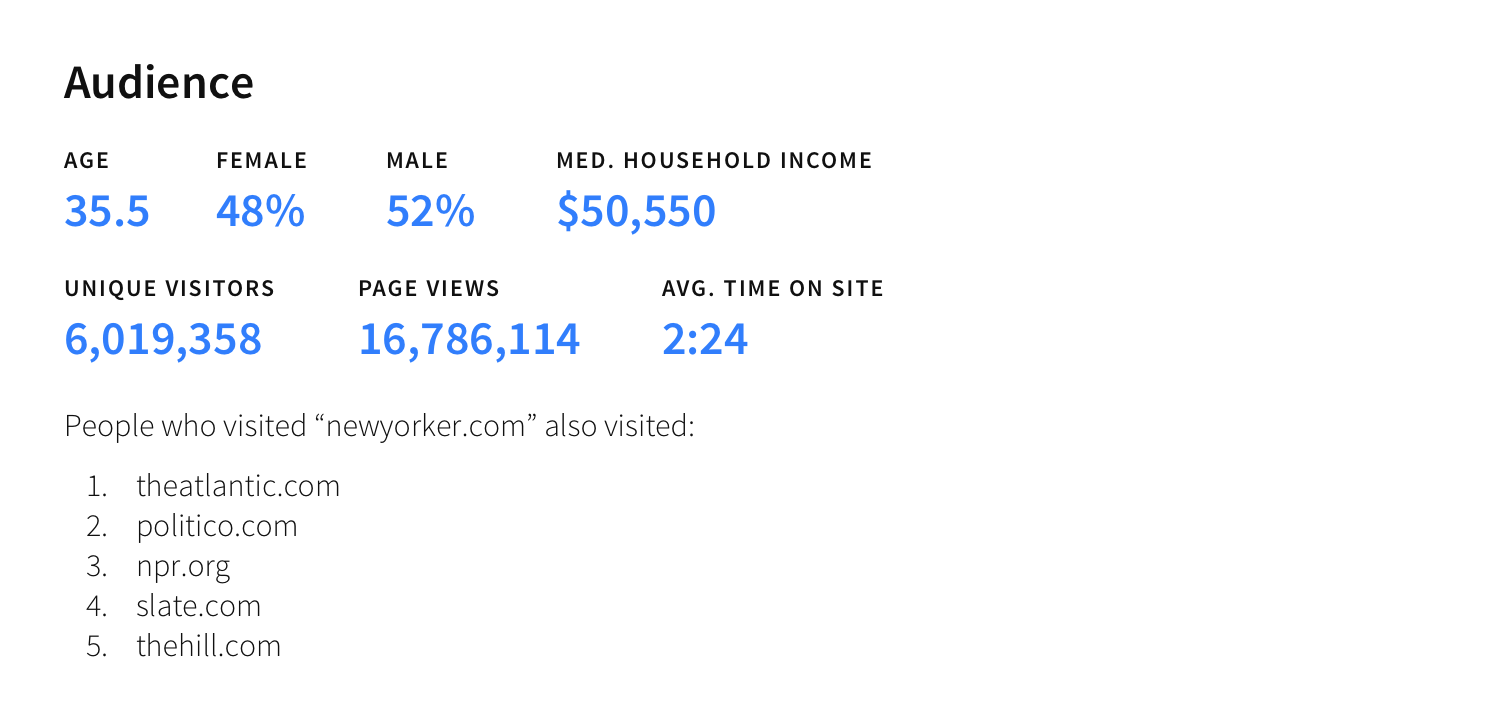 Audience
AGE FEMALE MALE MED. HOUSEHOLD INCOME
35.5 48% 52% $50,550
UNIQUE VISITORS PAGE VIEWS AVG. TIME ON SITE
6,019,358 16,786,114 2:24
People who visited “newyorker.com” also visited:
1. theatlantic.com
2. politico.com
3. npr.org
4. slate.com
5. thehill.com